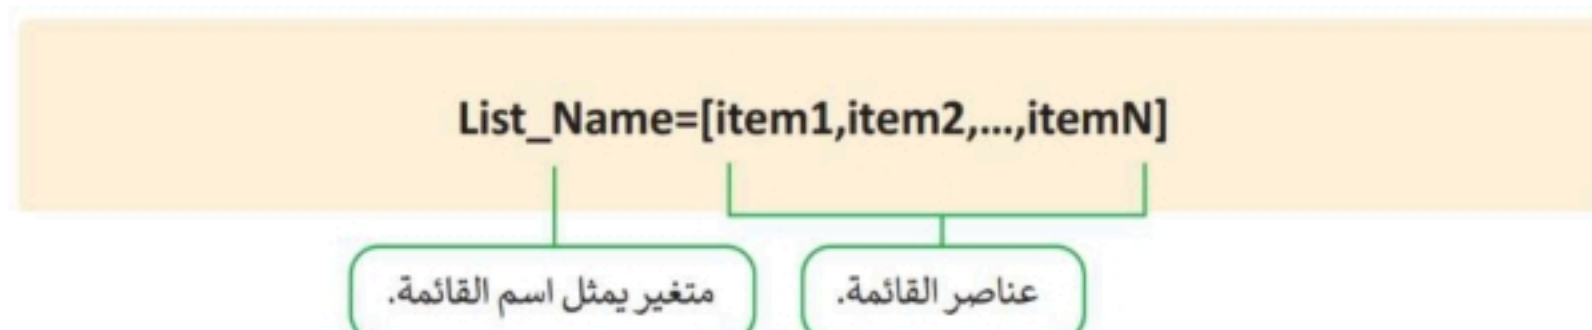 List_Name=[item1,item2,...,itemN]
متغير يمثل اسم القائمة.
عناصر القائمة.